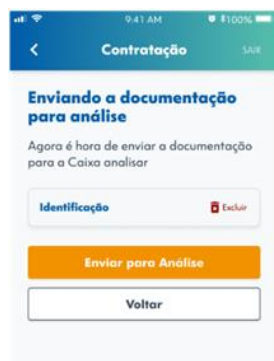 9:41 AM
100%
Contratação
SAIR
Enviando a documentação
para análise
Agora é hora de enviar a documentação
para a Caixa analisar
Identificação
Excluir
Enviar para Análise
Voltar